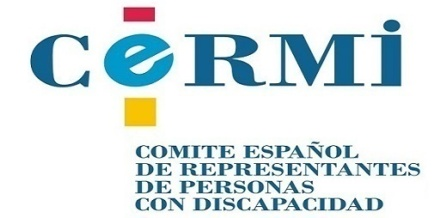 CeRMi
COMITE ESPAÑOL
DE REPRESENTANTES
DE PERSONAS
CON DISCAPACIDAD